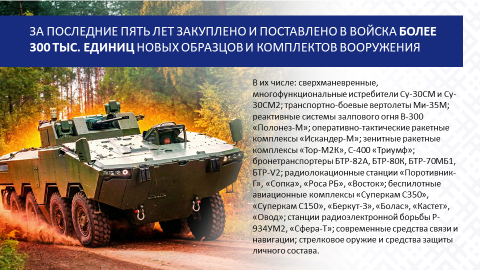 ЗА ПОСЛЕДНИЕ ПЯТЬ ЛЕТ ЗАКУПЛЕНО И ПОСТАВЛЕНО В ВОЙСКА БОЛЕЕ
300 ТЫС. ЕДИНИЦ НОВЫХ ОБРАЗЦОВ И КОМПЛЕКТОВ ВООРУЖЕНИЯ
В их числе: сверхманевренные,
многофункциональные истребители Су-30СМ и Су-
30СМ2; транспортно-боевые вертолеты Ми-35М;
реактивные системы залпового огня В-300
«Полонез-М»; оперативно-тактические ракетные
комплексы «Искандер-М»; зенитные ракетные
комплексы «Тор-М2К», С-400 «Триумф»;
бронетранспортеры БТР-82А, БТР-80К, БТР-70МБ1,
БТР-V2; радиолокационные станции «Поротивник-
Г», «Сопка», «Роса РБ», «Восток»; беспилотные
авиационные комплексы «Суперкам С350»,
«Суперкам С150», «Беркут-3», «Болас», «Кастет»,
«Овод»; станции радиоэлектронной борьбы Р-
934УМ2, «Сфера-Т»; современные средства связи и
навигации; стрелковое оружие и средства защиты
личного состава.